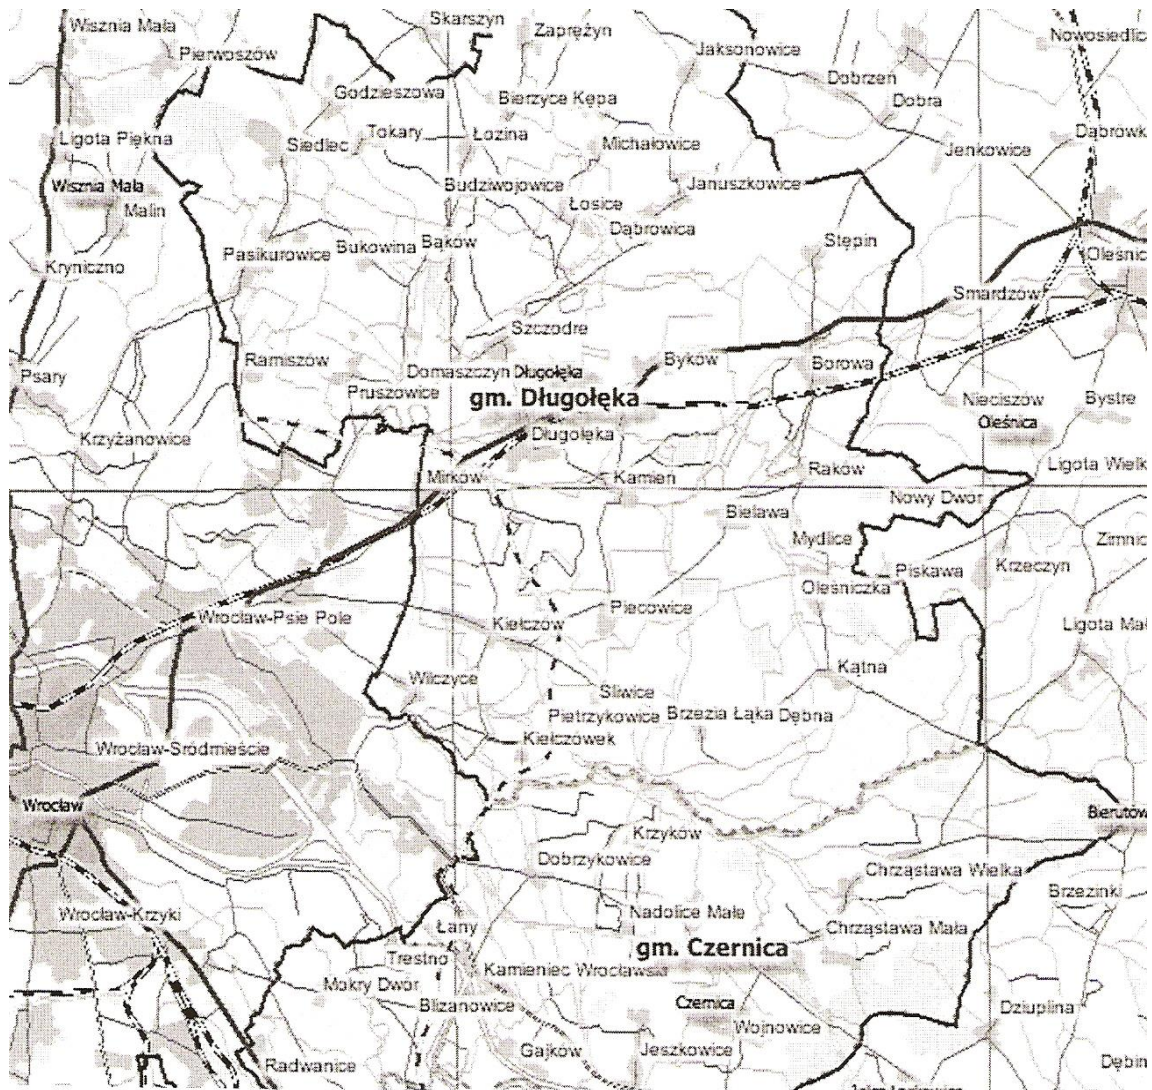 Skarszyn
Wisznia Mała
Zaprężyn
Nowosiedlic
Pierwoszów
Jaksonowice
Dobrzeń
Godzieszowa
Bierzyce Kępa
Dobra
Ligota Piękna
Tokary
Łozina
Dąbrówk
Siedlec
Michałowice
Jenkowice
Wisznia Mała
Budziwojowice
Januszkowice
Malin
Łosice
Dąbrowica
Pasikurowice
Bukowina
Bąków
Stępin
Oleśnic
Kryniczno
Smardzów
Szczodre
Ramiszów
Byków
Borowa
Psary
Domaszczyn
Długołęka
Pruszowice
gm. Długołęka
Nieciszów
Bystre
Krzyżanowice
Długołęka
Oleśnica
Mirków
Kamień
Raków
Ligota Wielk
Nowy Dwór
Bielawa
Mydlice
Zimnic
Piskawa
Krzeczyn
Oleśniczka
Wrocław-Psie Pole
Kiełczów
Piecowice
Ligota Mał
Wilczyce
Śliwice
Kątna
Pietrzykowice
Brzezia Łąka
Dębna
Wrocław-Śródmieście
Kiełczówek
Wrocław
Bierutów
Krzyków
Dobrzykowice
Chrząstawa Wielka
Brzezinki
Wrocław-Krzyki
Nadolice Małe
Łany
Chrząstawa Mała
gm. Czernica
Trestno
Kamieniec Wrocławski
Mokry Dwór
Blizanowice
Czernica
Dziuplina
Wojnowice
Gajków
Jeszkowice
Radwanice
Dębin